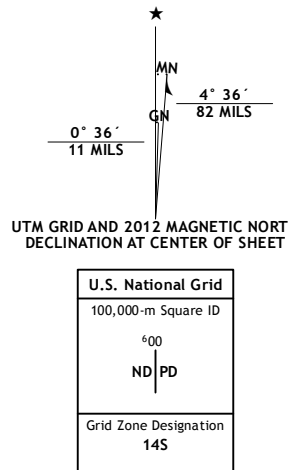 MN
4° 36´
82 MILS
GN
0° 36´
11 MILS
UTM GRID AND 2012 MAGNETIC NORT
DECLINATION AT CENTER OF SHEET
U.S. National Grid
100,000-m Square ID
⁶00
ND PD
Grid Zone Designation
14S